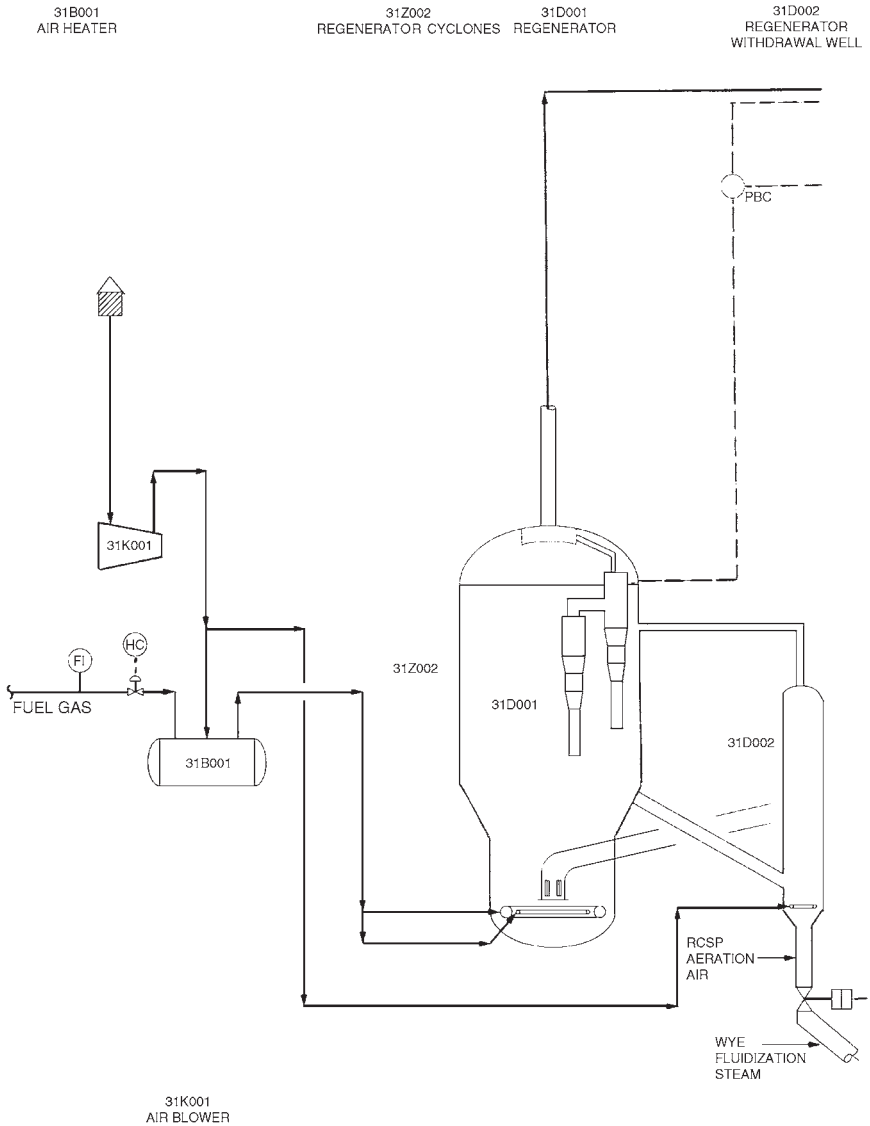 31B001
AIR HEATER
31Z002
REGENERATOR CYCLONES
31D001
REGENERATOR
31D002
REGENERATOR
WITHDRAWAL WELL
PBC
31K001
FI
HC
FUEL GAS
31B001
31Z002
31D001
31D002
RCSP
AERATION
AIR
WYE
FLUIDIZATION
STEAM
31K001
AIR BLOWER